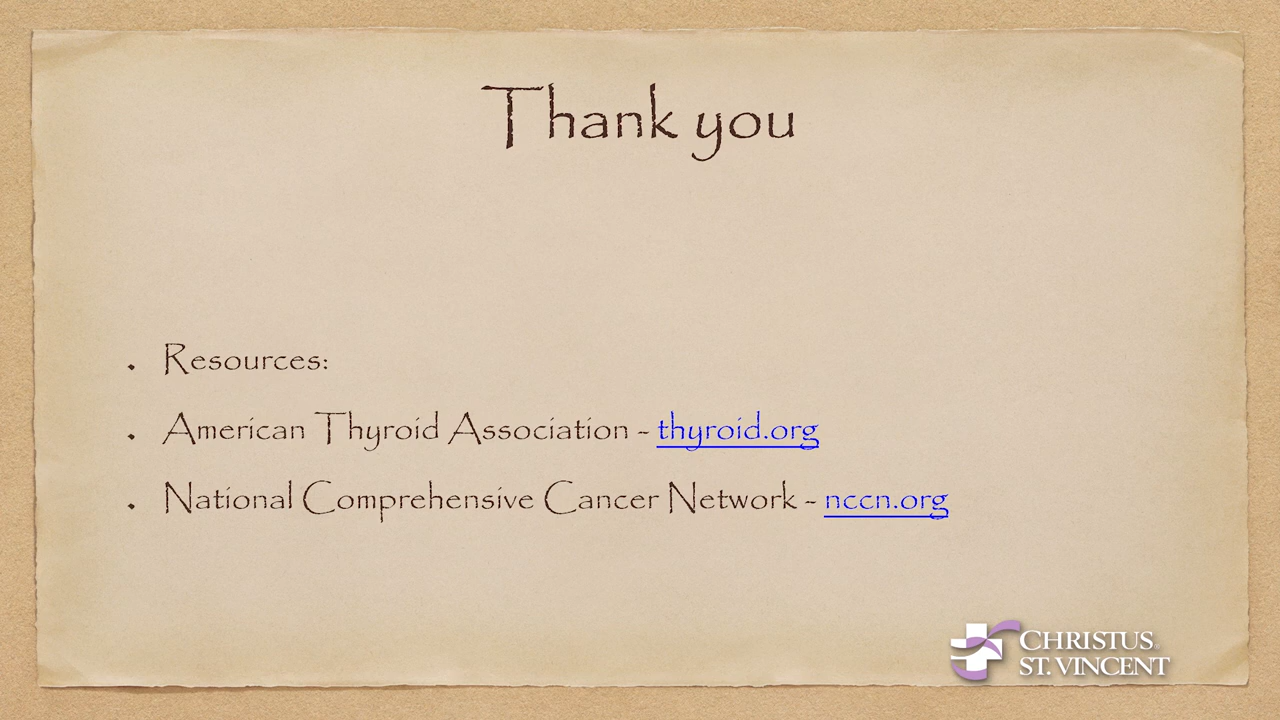 Thank you
• Resources:
• American Thyroid Association - thyroid.org
• National Comprehensive Cancer Network - nccn.org
CHRISTUS
ST. VINCENT